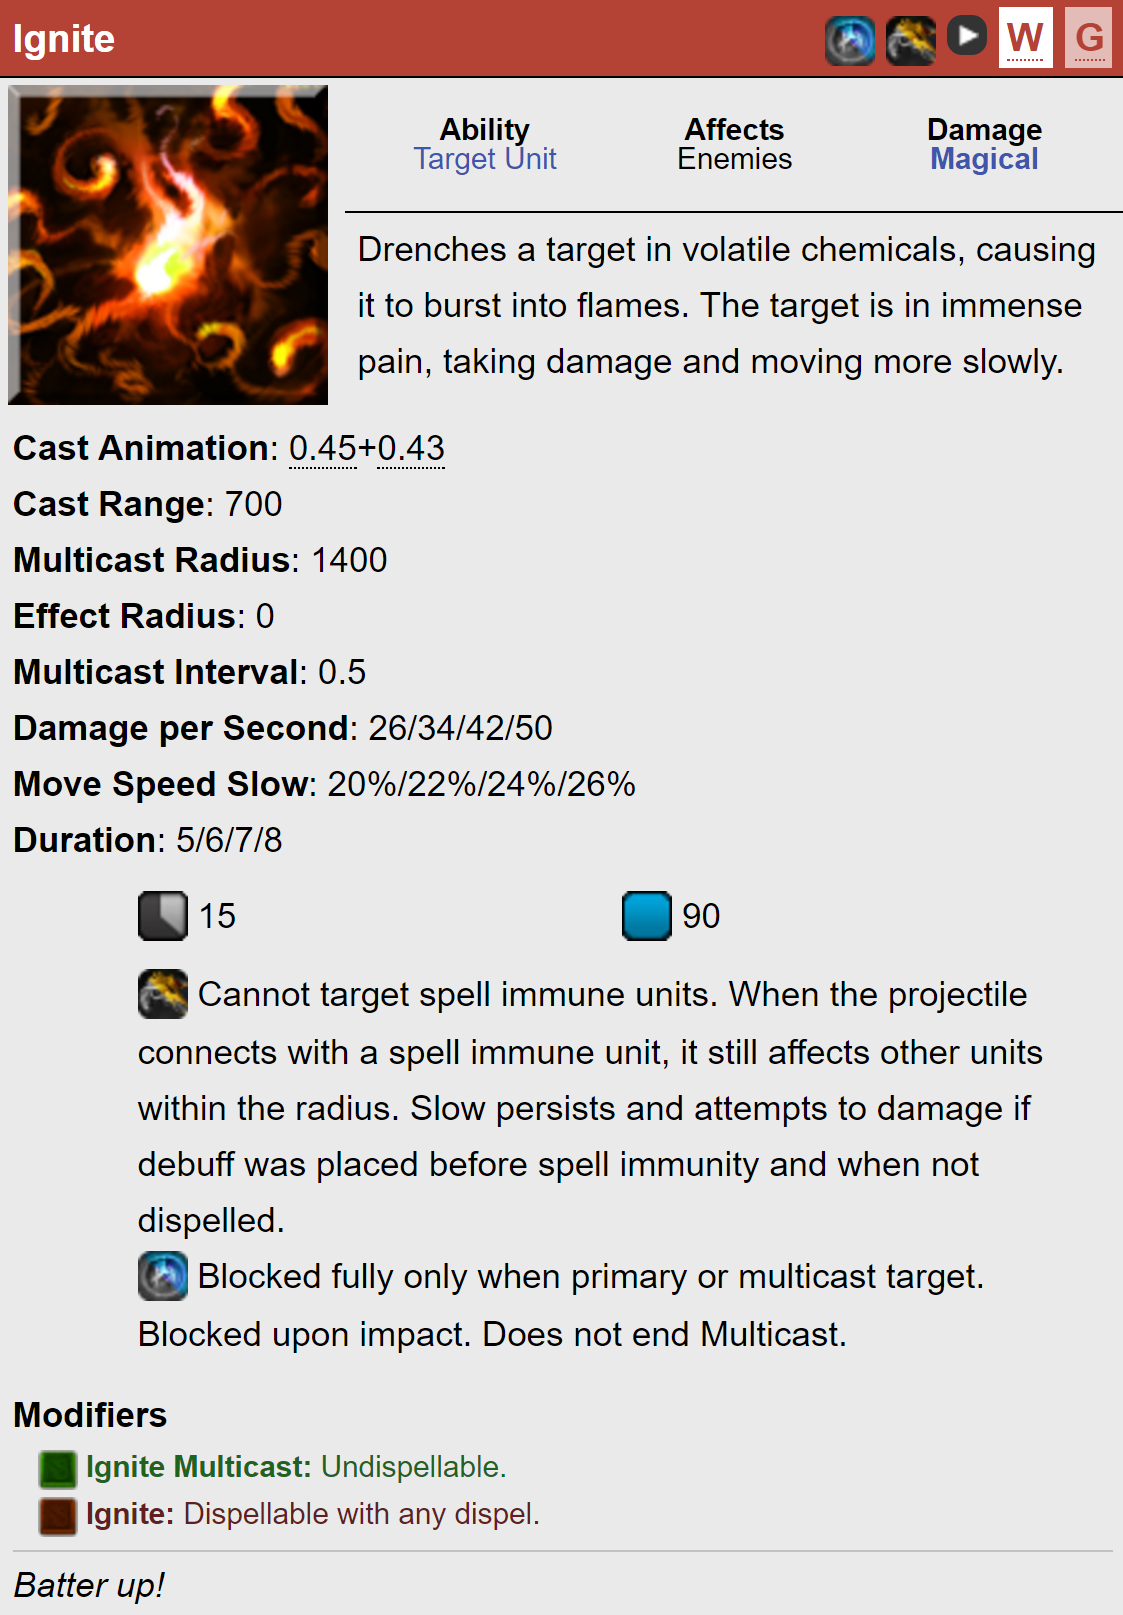 Ignite
W G
Ability Affects Damage
Target Unit Enemies Magical
Drenches a target in volatile chemicals, causing
it to burst into flames. The target is in immense
pain, taking damage and moving more slowly.
Cast Animation: 0.45+0.43
Cast Range: 700
Multicast Radius: 1400
Effect Radius: 0
Multicast Interval: 0.5
Damage per Second: 26/34/42/50
Move Speed Slow: 20%/22%/24%/26%
Duration: 5/6/7/8
15 90
Cannot target spell immune units. When the projectile
connects with a spell immune unit, it still affects other units
within the radius. Slow persists and attempts to damage if
debuff was placed before spell immunity and when not
dispelled.
Blocked fully only when primary or multicast target.
Blocked upon impact. Does not end Multicast.
Modifiers
Ignite Multicast: Undispellable.
Ignite: Dispellable with any dispel.
Batter up!